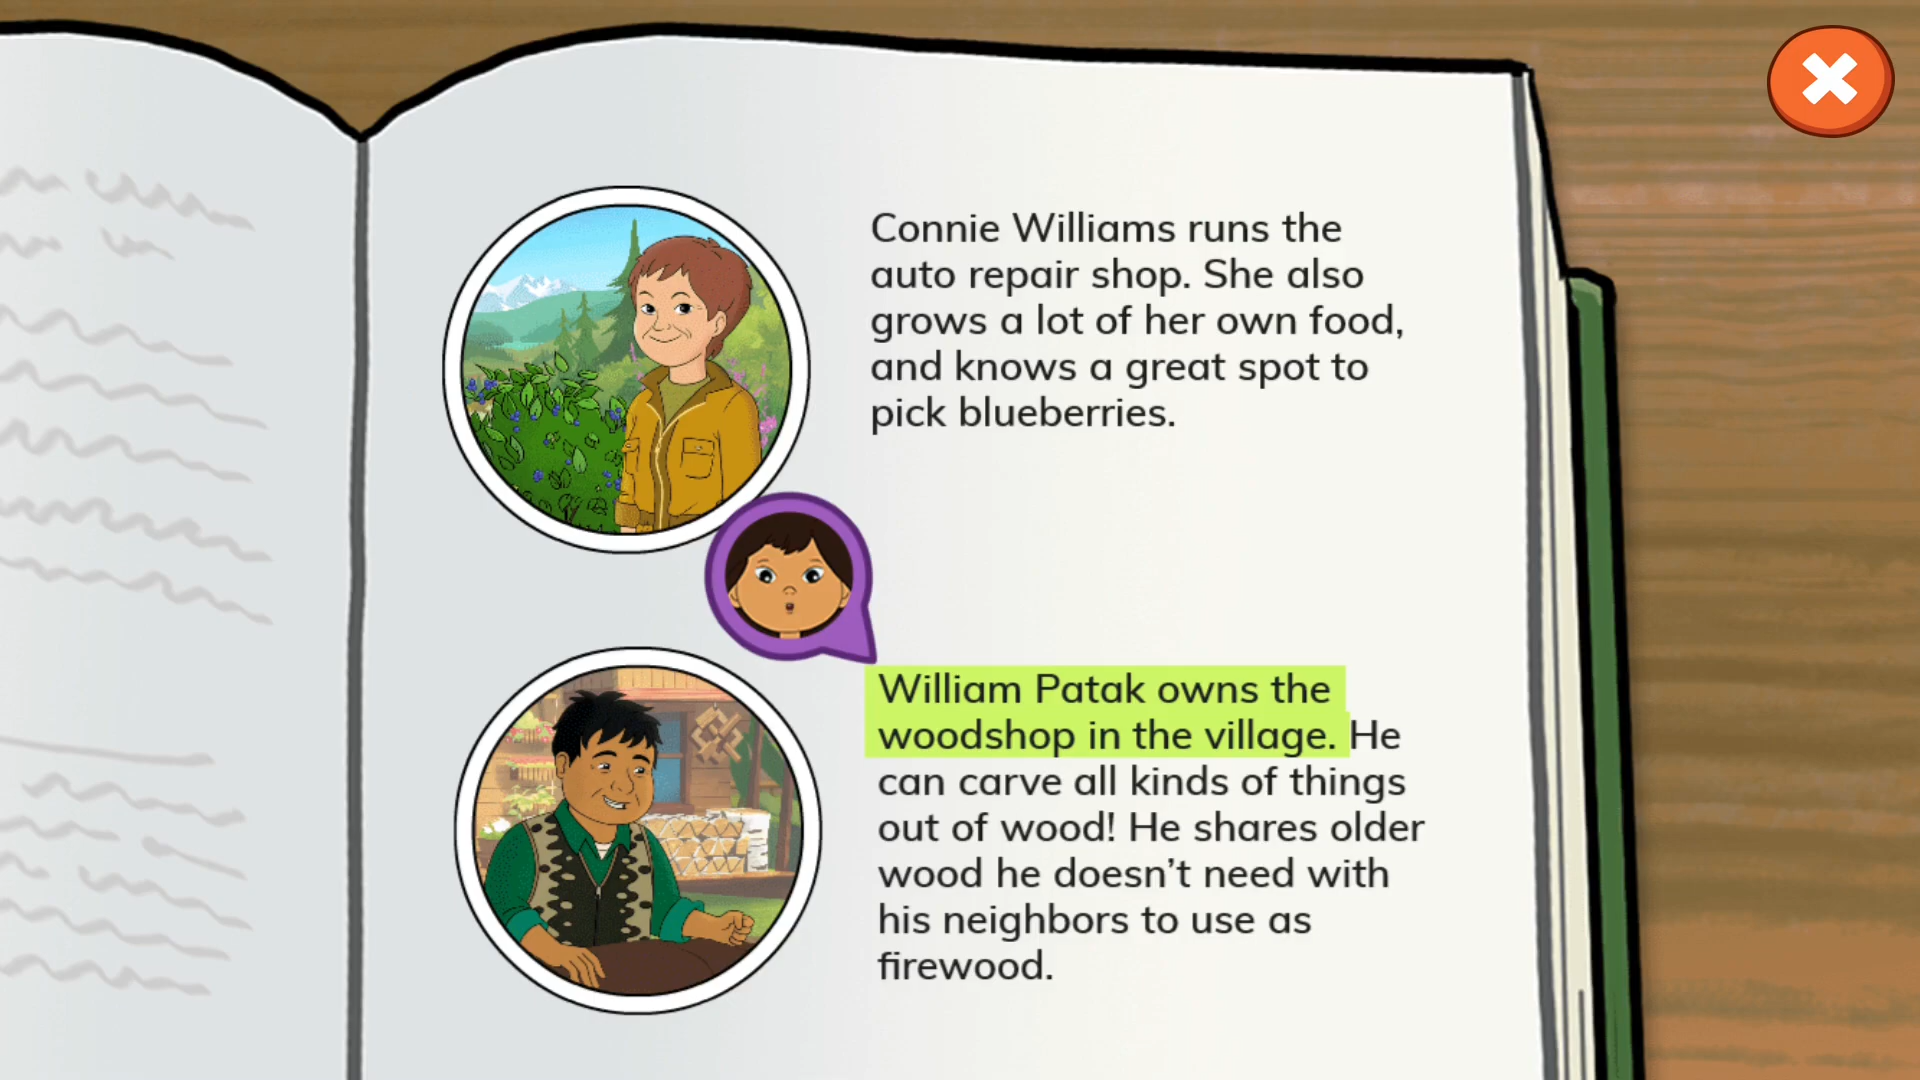 Connie Williams runs the
auto repair shop. She also
grows a lot of her own food,
and knows a great spot to
pick blueberries.
William Patak owns the
woodshop in the village. He
can carve all kinds of things
out of wood! He shares older
wood he doesn’t need with
his neighbors to use as
firewood.